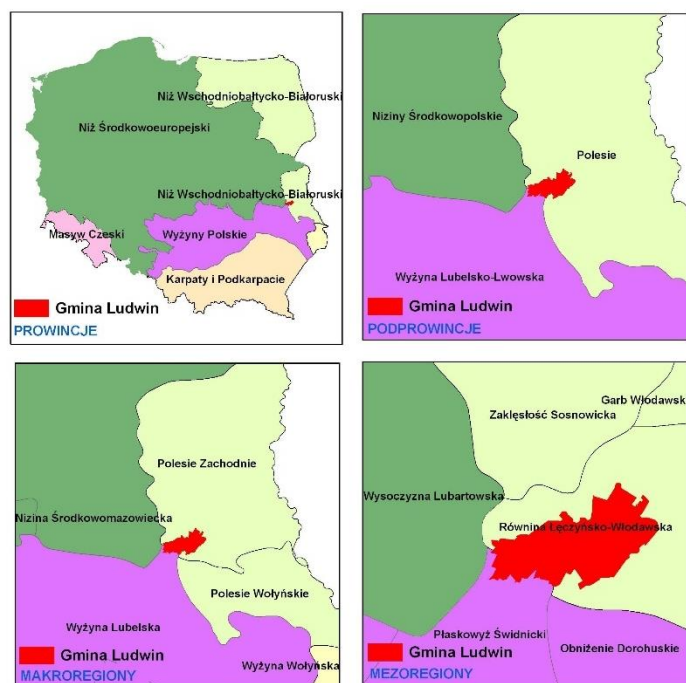 Niż Wschodniobałtycko-Białoruski
Niż Środkowoeuropejski
Niż Wschodniobałtycko-Białoruski
Masyw Czeski
Wyżyny Polskie
Karpaty i Podkarpacie
Gmina Ludwin
PROWINCJE
Niziny Środkowopolskie
Polesie
Wyżyna Lubelsko-Lwowska
Gmina Ludwin
PODPROWINCJE
Polesie Zachodnie
Nizina Środkowomazowiecka
Polesie Wołyńskie
Wyżyna Lubelska
Gmina Ludwin
Wyżyna Wołyńska
MAKROREGIONY
Garb Włodawsk
Zaklęsłość Sosnowicka
Wysoczyzna Lubartowska
Równina Łęczyńsko-Włodawska
Płaskowyż Świdnicki
Obniżenie Dorohuskie
Gmina Ludwin
MEZOREGIONY